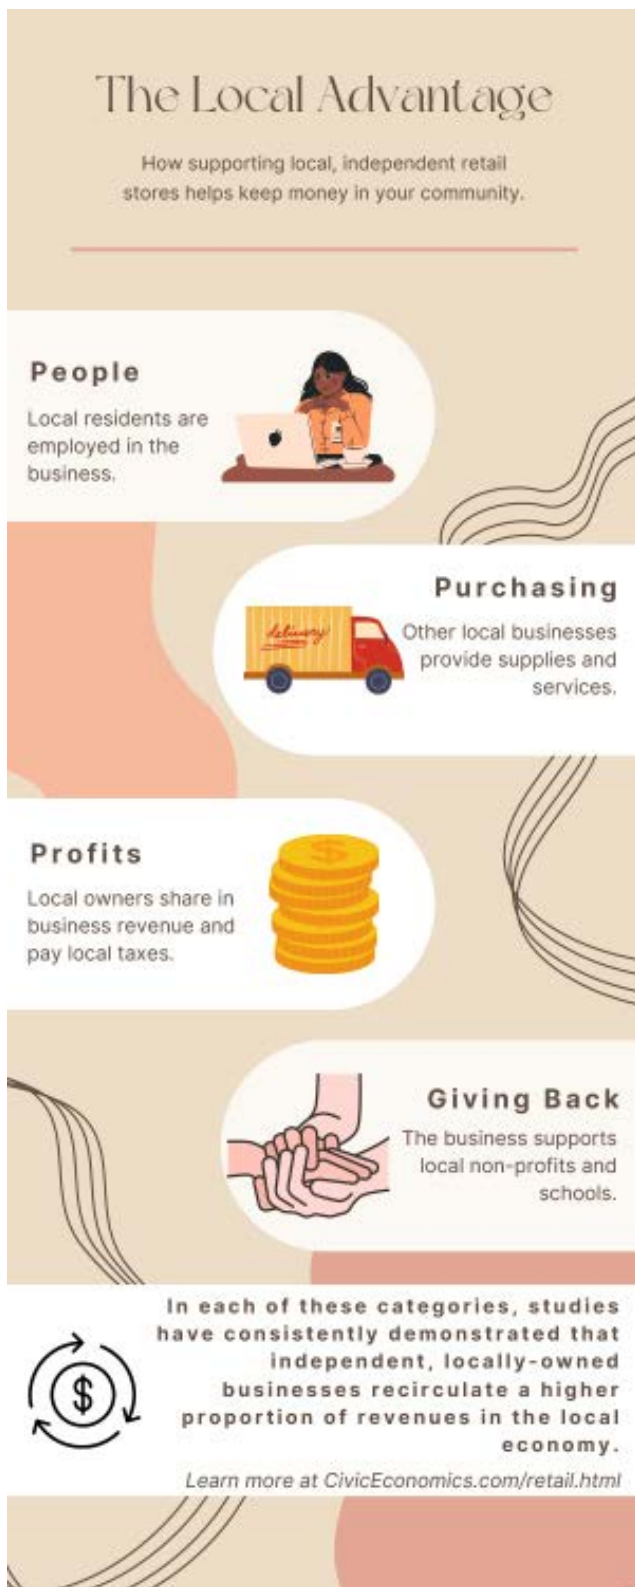 The Local Advantage
How supporting local, independent retail
stores helps keep money in your community.
People
Local residents are
employed in the
business.
Purchasing
delivery
Other local businesses
provide supplies and
services.
Profits
Local owners share in
business revenue and
pay local taxes.
$
Giving Back
The business supports
local non-profits and
schools.
In each of these categories, studies
have consistently demonstrated that
independent, locally-owned
businesses recirculate a higher
proportion of revenues in the local
economy.
$
Learn more at CivicEconomics.com/retail.html